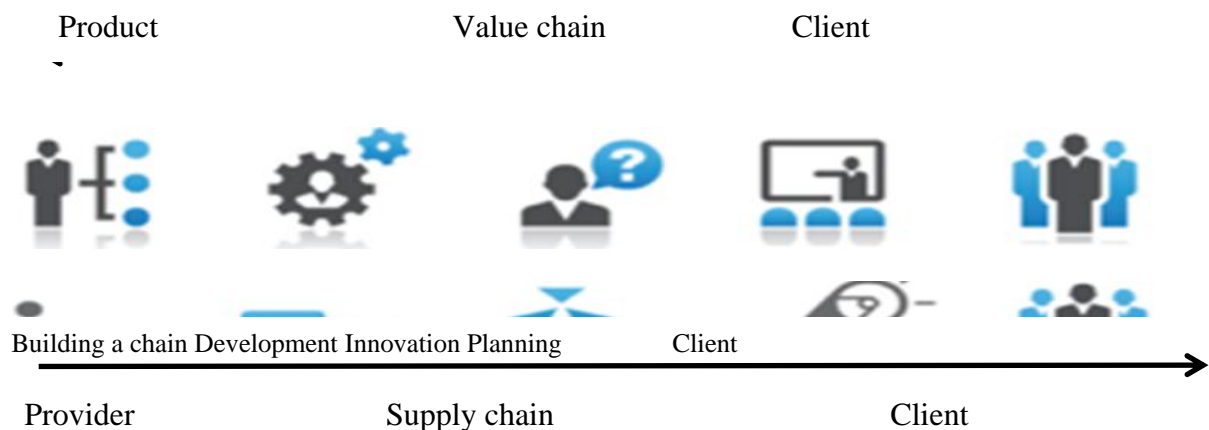 Product Value chain Client
?
Building a chain Development Innovation Planning Client
Provider Supply chain Client